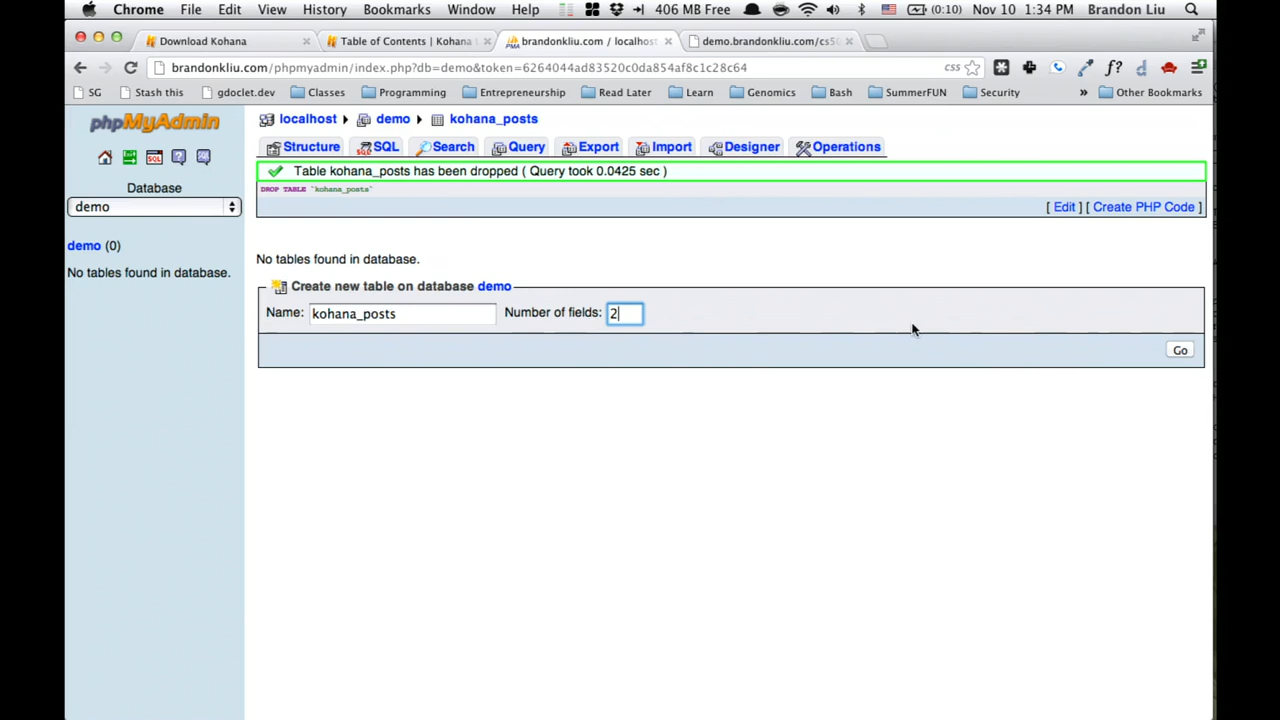 Chrome File Edit View History Bookmarks Window Help 406 MB Free (0:10) Nov 10 1:34 PM Brandon Liu
Download Kohana
Table of Contents | Kohana
brandonkliu.com / localhost
demo.brandonkliu.com/cs50
brandonkliu.com/phpmyadmin/index.php?db=demo&token=6264044ad83520c0da854af8c1c28c64 css
SG Stash this gdoclet.dev Classes Programming Entrepreneurship Read Later Learn Genomics Bash SummerFUN Security » Other Bookmarks
phpMyAdmin
Database
demo
demo (0)
No tables found in database.
localhost demo kohana_posts
Structure SQL Search Query Export Import Designer Operations
Table kohana_posts has been dropped ( Query took 0.0425 sec )
DROP TABLE `kohana_posts`
[ Edit ] [ Create PHP Code ]
No tables found in database.
Create new table on database demo
Name: kohana_posts Number of fields: 2
Go